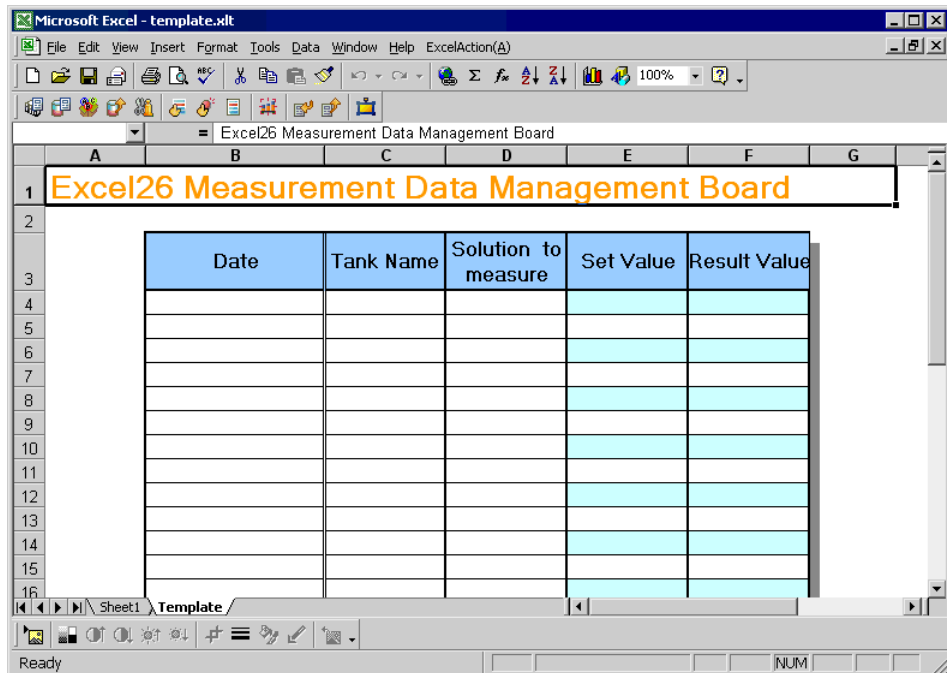 Microsoft Excel - template.xlt
File Edit View Insert Format Tools Data Window Help ExcelAction(A)
100%
= Excel26 Measurement Data Management Board
A B C D E F G
1 Excel26 Measurement Data Management Board
2
3 Date Tank Name Solution to measure Set Value Result Value
4
5
6
7
8
9
10
11
12
13
14
15
16
Sheet1 Template
Ready NUM